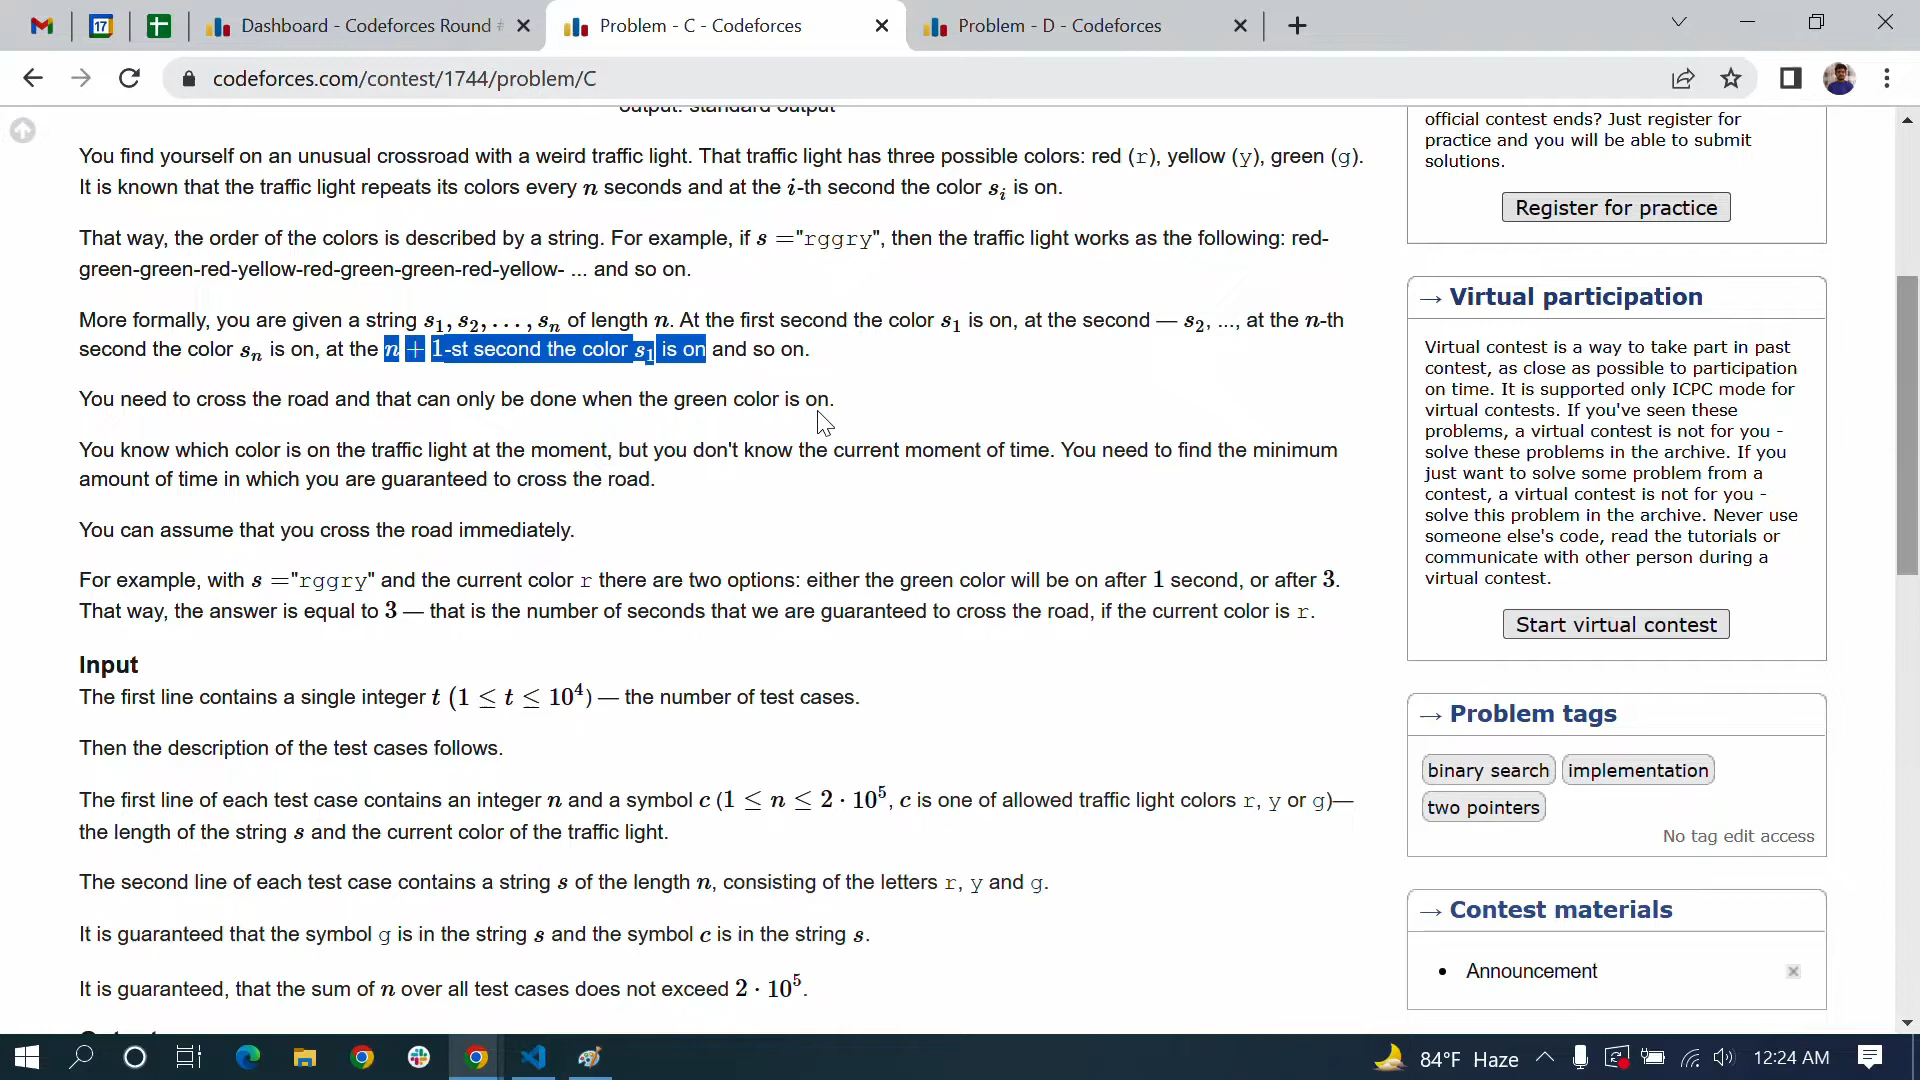 Dashboard - Codeforces Round #
Problem - C - Codeforces
Problem - D - Codeforces
17
codeforces.com/contest/1744/problem/C
output: standard output
You find yourself on an unusual crossroad with a weird traffic light. That traffic light has three possible colors: red (r), yellow (y), green (g).
It is known that the traffic light repeats its colors every n seconds and at the i-th second the color s_i is on.
That way, the order of the colors is described by a string. For example, if s ="rggry", then the traffic light works as the following: red-
green-green-red-yellow-red-green-green-red-yellow- ... and so on.
More formally, you are given a string s₁, s₂, . . . , sₙ of length n. At the first second the color s₁ is on, at the second — s₂, ..., at the n-th
second the color sₙ is on, at the n + 1-st second the color s₁ is on and so on.
You need to cross the road and that can only be done when the green color is on.
You know which color is on the traffic light at the moment, but you don't know the current moment of time. You need to find the minimum
amount of time in which you are guaranteed to cross the road.
You can assume that you cross the road immediately.
For example, with s ="rggry" and the current color r there are two options: either the green color will be on after 1 second, or after 3.
That way, the answer is equal to 3 — that is the number of seconds that we are guaranteed to cross the road, if the current color is r.
Input
The first line contains a single integer t (1 ≤ t ≤ 10⁴) — the number of test cases.
Then the description of the test cases follows.
The first line of each test case contains an integer n and a symbol c (1 ≤ n ≤ 2 · 10⁵, c is one of allowed traffic light colors r, y or g)—
the length of the string s and the current color of the traffic light.
The second line of each test case contains a string s of the length n, consisting of the letters r, y and g.
It is guaranteed that the symbol g is in the string s and the symbol c is in the string s.
It is guaranteed, that the sum of n over all test cases does not exceed 2 · 10⁵.
official contest ends? Just register for
practice and you will be able to submit
solutions.
Register for practice
→ Virtual participation
Virtual contest is a way to take part in past
contest, as close as possible to participation
on time. It is supported only ICPC mode for
virtual contests. If you've seen these
problems, a virtual contest is not for you -
solve these problems in the archive. If you
just want to solve some problem from a
contest, a virtual contest is not for you -
solve this problem in the archive. Never use
someone else's code, read the tutorials or
communicate with other person during a
virtual contest.
Start virtual contest
→ Problem tags
binary search implementation
two pointers
No tag edit access
→ Contest materials
Announcement
84°F Haze
12:24 AM